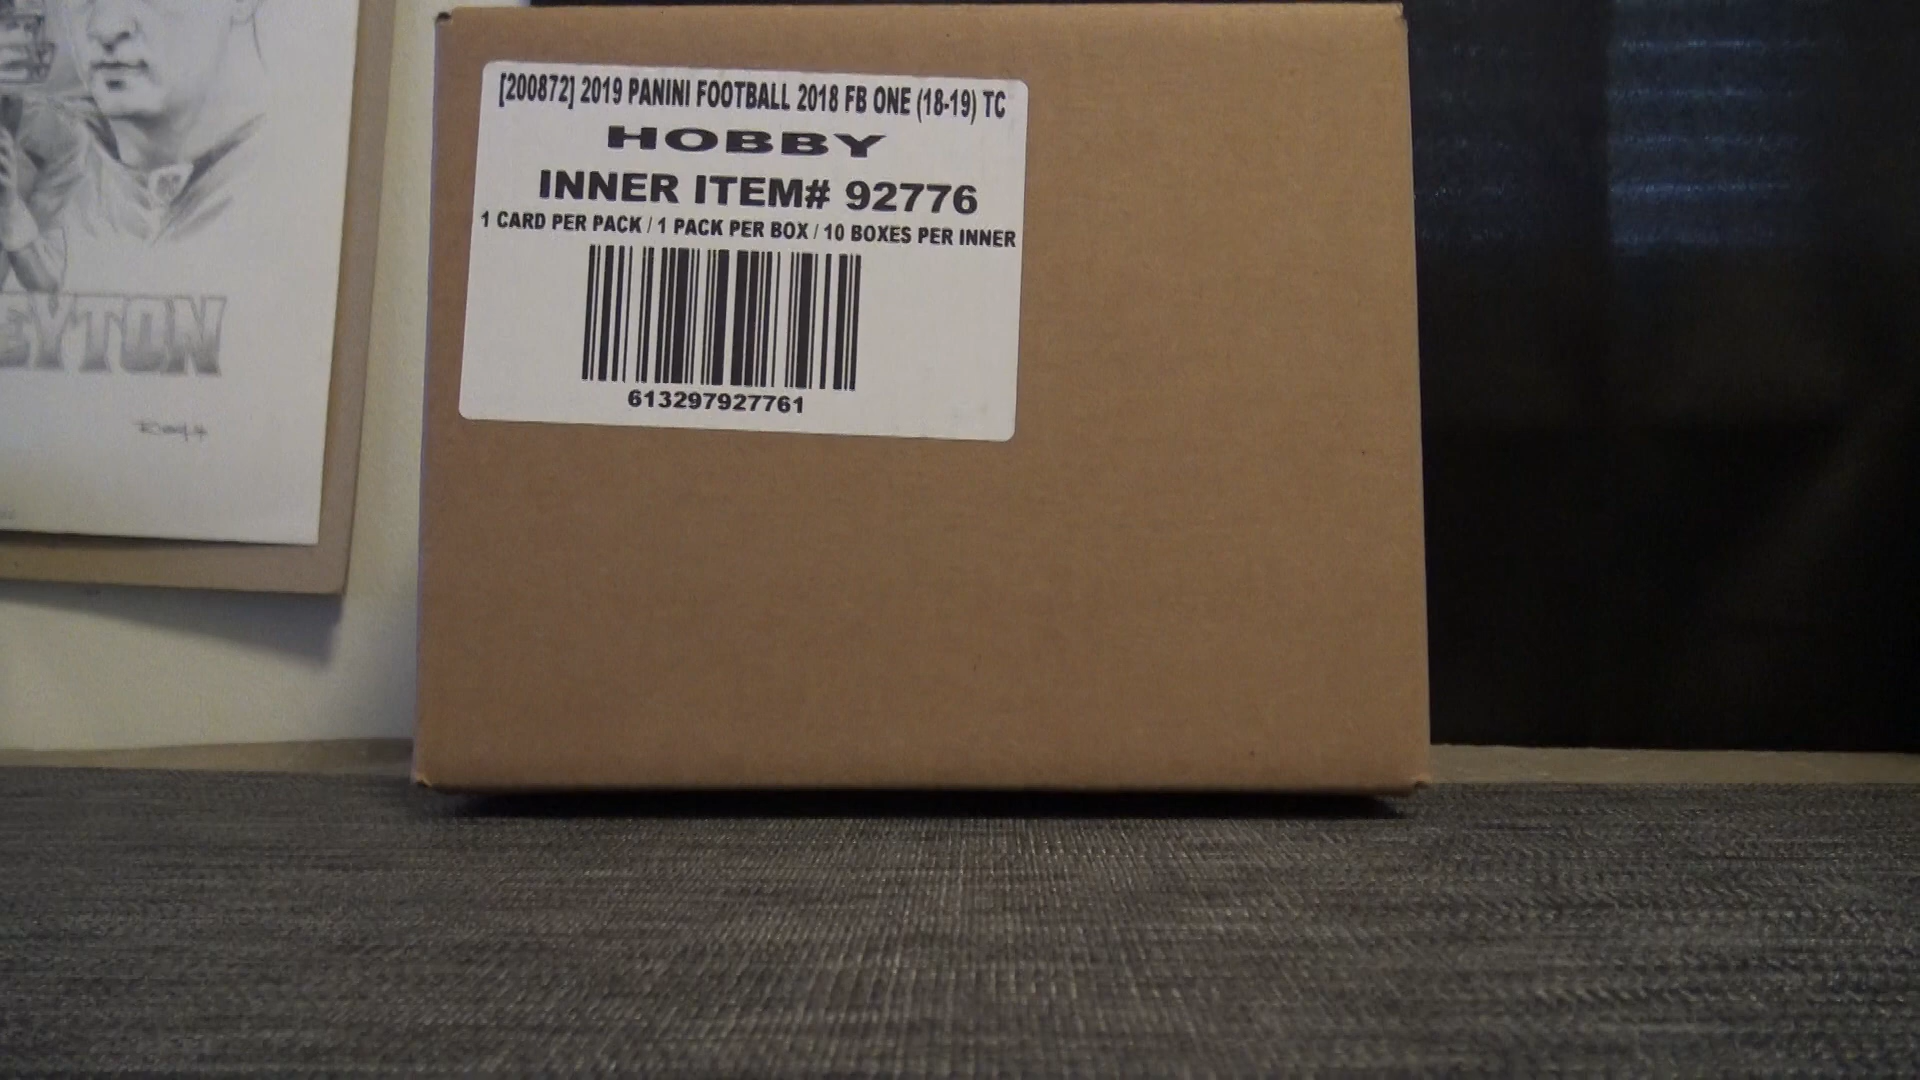 [200872] 2019 PANINI FOOTBALL 2018 FB ONE (18-19) TC
HOBBY
INNER ITEM# 92776
1 CARD PER PACK / 1 PACK PER BOX / 10 BOXES PER INNER
613297927761
EYTON